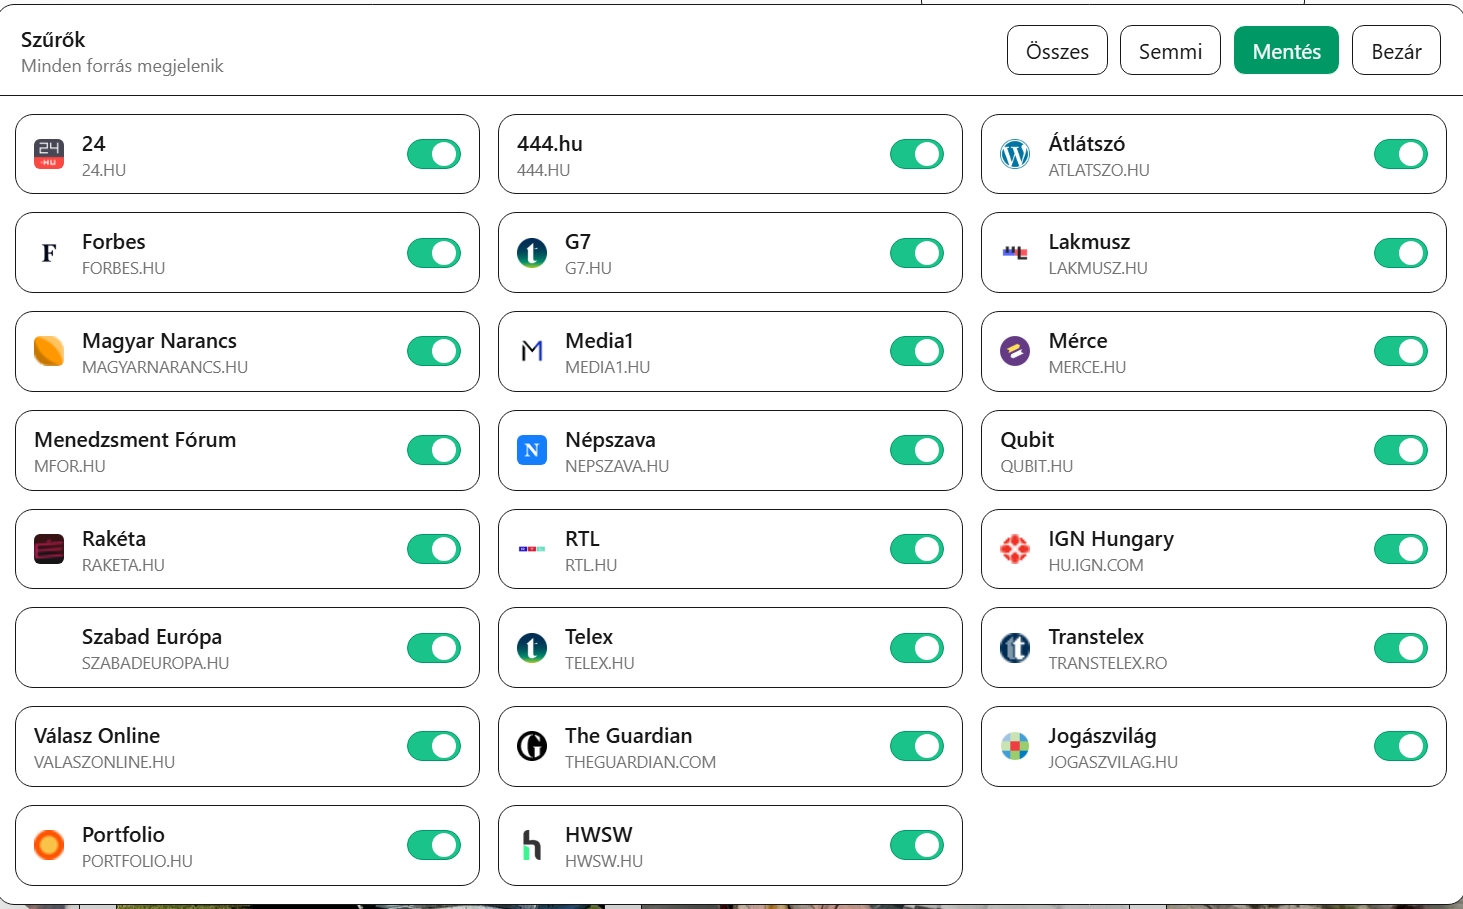 Szűrők
Minden forrás megjelenik
Összes
Semmi
Mentés
Bezár
24
·HU
24
24.HU
444.hu
444.HU
W
Átlátszó
ATLATSZO.HU
F
Forbes
FORBES.HU
t
G7
G7.HU
Lakmusz
LAKMUSZ.HU
Magyar Narancs
MAGYARNARANCS.HU
M
Media1
MEDIA1.HU
Mérce
MERCE.HU
Menedzsment Fórum
MFOR.HU
N
Népszava
NEPSZAVA.HU
Qubit
QUBIT.HU
Rakéta
RAKETA.HU
RTL
RTL
RTL.HU
IGN Hungary
HU.IGN.COM
Szabad Európa
SZABADEUROPA.HU
t
Telex
TELEX.HU
t
Transtelex
TRANSTELEX.RO
Válasz Online
VALASZONLINE.HU
G
The Guardian
THEGUARDIAN.COM
Jogászvilág
JOGASZVILAG.HU
Portfolio
PORTFOLIO.HU
h
HWSW
HWSW.HU